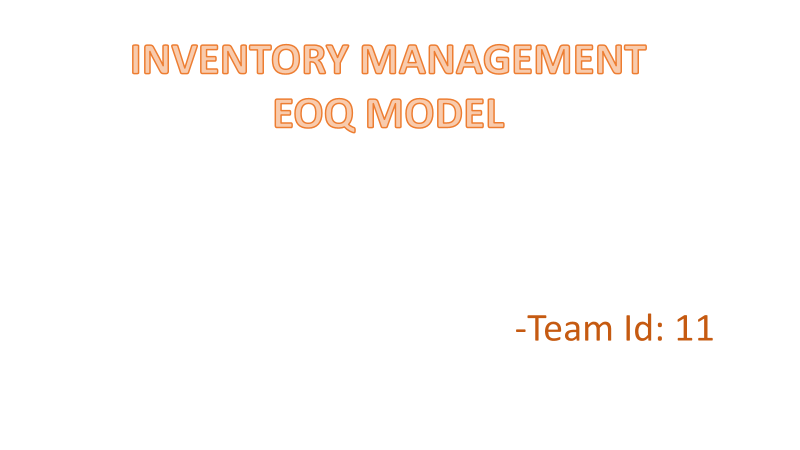 INVENTORY MANAGEMENT
EOQ MODEL
-Team Id: 11